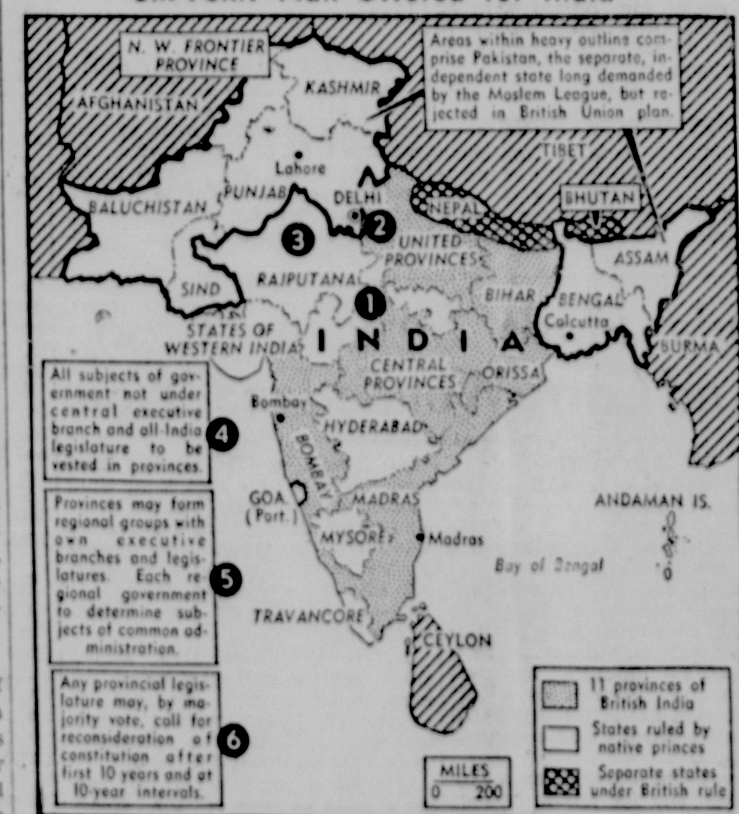 N. W. FRONTIER
PROVINCE
Areas within heavy outline com-
prise Pakistan, the separate, in-
dependent state long demanded
by the Moslem League, but re-
jected in British Union plan.
KASHMIR
AFGHANISTAN
TIBET
Lahore
PUNJAB
BALUCHISTAN
DELHI
NEPAL
BHUTAN
2
3
UNITED
PROVINCES
ASSAM
RAJPUTANA
SIND
1
BIHAR
BENGAL
Calcutta
STATES OF
WESTERN INDIA
INDIA
BURMA
CENTRAL
PROVINCES
ORISSA
All subjects of gov-
ernment not under
central executive
branch and all-India
legislature to be
vested in provinces.
4
Bombay
HYDERABAD
BOMBAY
GOA
(Port.)
MADRAS
ANDAMAN IS.
Provinces may form
regional groups with
own executive
branches and legis-
latures. Each re-
gional government
to determine sub-
jects of common ad-
ministration.
5
MYSORE
Madras
Bay of Bengal
TRAVANCORE
CEYLON
Any provincial legis-
lature may, by ma-
jority vote, call for
reconsideration of
constitution after
first 10 years and at
10-year intervals.
6
MILES
0 200
11 provinces of
British India
States ruled by
native princes
Separate states
under British rule